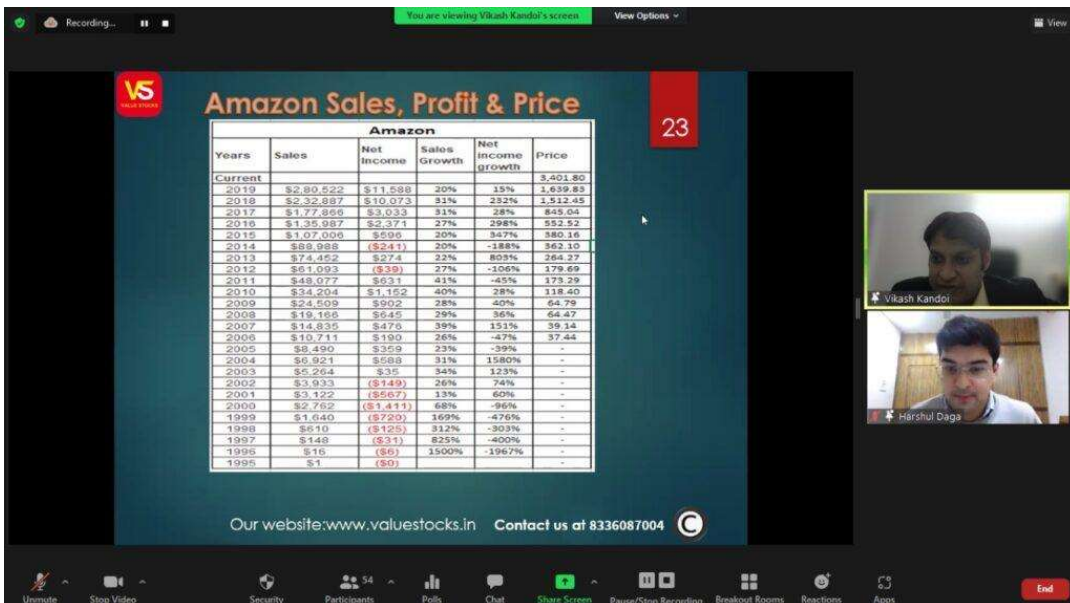 Recording...
You are viewing Vikash Kandoi's screen
View Options
View
VS
VALUE STOCKS
Amazon Sales, Profit & Price
23
Amazon
Years Sales Net Income Sales Growth Net income growth Price
Current 3,401.80
2019 $2,80,522 $11,588 20% 15% 1,639.83
2018 $2,32,887 $10,073 31% 232% 1,512.45
2017 $1,77,866 $3,033 31% 28% 845.04
2016 $1,35,987 $2,371 27% 298% 552.52
2015 $1,07,006 $596 20% 347% 380.16
2014 $88,988 ($241) 20% -188% 362.10
2013 $74,452 $274 22% 803% 264.27
2012 $61,093 ($39) 27% -106% 179.69
2011 $48,077 $631 41% -45% 173.29
2010 $34,204 $1,152 40% 28% 118.40
2009 $24,509 $902 28% 40% 64.79
2008 $19,166 $645 29% 36% 64.47
2007 $14,835 $476 39% 151% 39.14
2006 $10,711 $190 26% -47% 37.44
2005 $8,490 $359 23% -39% -
2004 $6,921 $588 31% 1580% -
2003 $5,264 $35 34% 123% -
2002 $3,933 ($149) 26% 74% -
2001 $3,122 ($567) 13% 60% -
2000 $2,762 ($1,411) 68% -96% -
1999 $1,640 ($720) 169% -476% -
1998 $610 ($125) 312% -303% -
1997 $148 ($31) 825% -400% -
1996 $16 ($6) 1500% -1967% -
1995 $1 ($0) -
Vikash Kandoi
Harshul Daga
Our website:www.valuestocks.in Contact us at 8336087004 C
Unmute
Stop Video
Security
54
Participants
Polls
Chat
Share Screen
Pause/Stop Recording
Breakout Rooms
Reactions
Apps
End